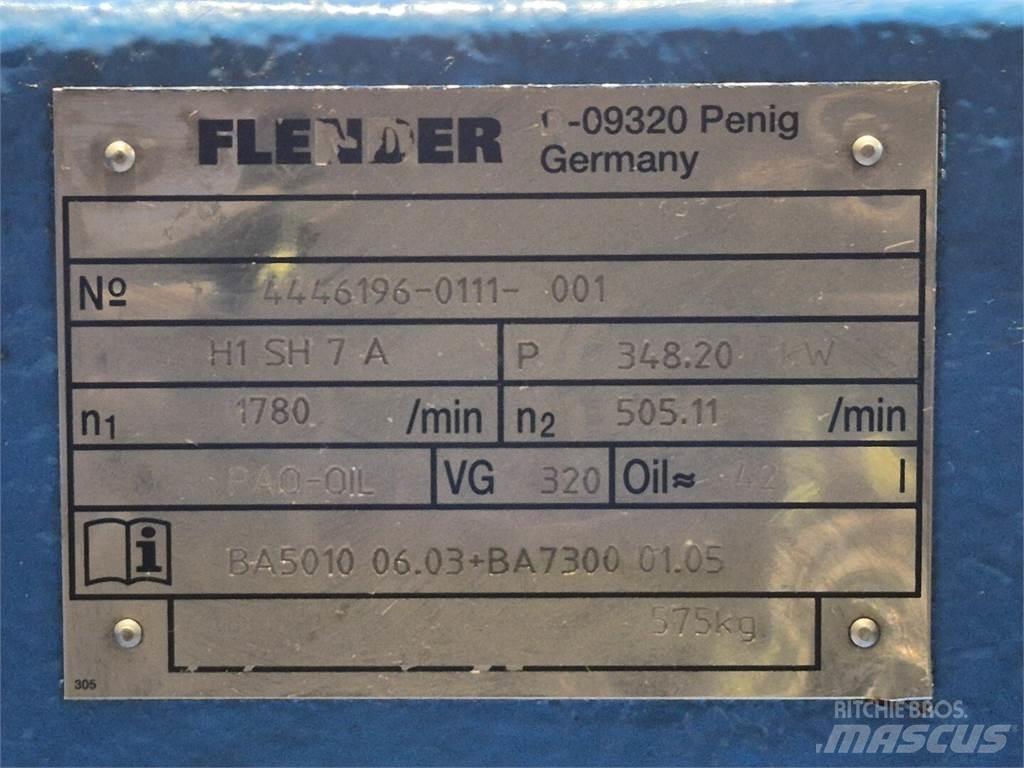 FLENDER D-09320 Penig
Germany
Nº 4446196-0111- 001
H1 SH 7 A P 348.20 kW
n1 1780 /min n2 505.11 /min
PAO-OIL VG 320 Oil≈ 42 l
i BA5010 06.03+BA7300 01.05
575kg
305
RITCHIE BROS.
MASCUS